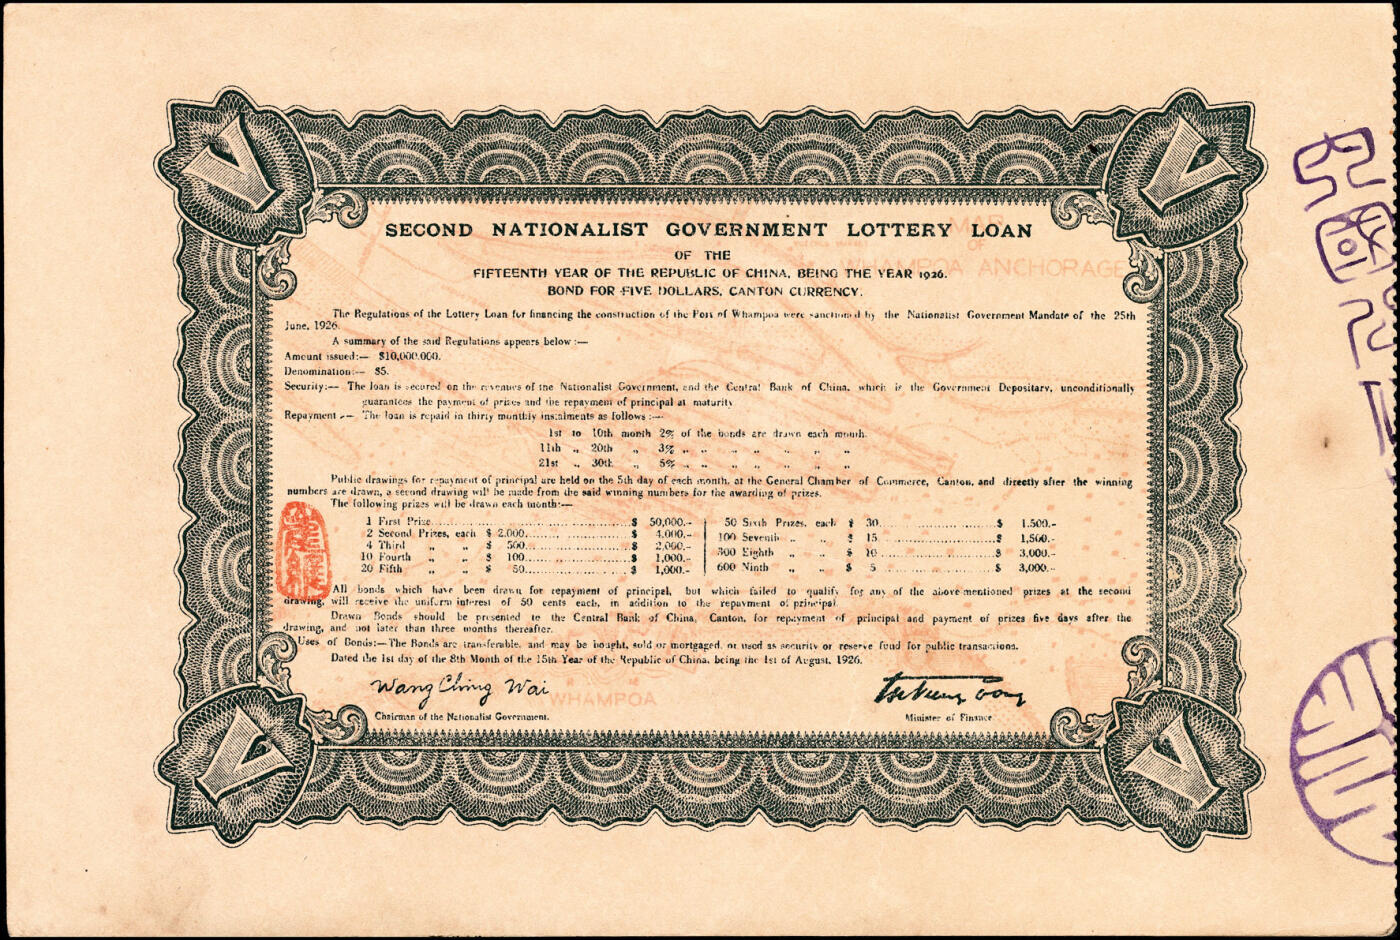 V V
SECOND NATIONALIST GOVERNMENT LOTTERY LOAN
MAP
OF
WHAMPOA ANCHORAGE
OF THE
FIFTEENTH YEAR OF THE REPUBLIC OF CHINA, BEING THE YEAR 1926.
BOND FOR FIVE DOLLARS, CANTON CURRENCY.
The Regulations of the Lottery Loan for financing the construction of the Port of Whampoa were sanctioned by the Nationalist Government Mandate of the 25th
June, 1926.
A summary of the said Regulations appears below :—
Amount issued:— $10,000.000.
Denomination:— $5.
Security:— The loan is secured on the revenues of the Nationalist Government, and the Central Bank of China, which is the Government Depositary, unconditionally
guarantees the payment of prizes and the repayment of principal at maturity
Repayment :— The loan is repaid in thirty monthly instalments as follows :—
1st to 10th month 2% of the bonds are drawn each month.
11th „ 20th „ 3% „ „ „ „ „ „ „
21st „ 30th „ 5% „ „ „ „ „ „ „
Public drawings for repayment of principal are held on the 5th day of each month, at the General Chamber of Commerce, Canton, and directly after the winning
numbers are drawn, a second drawing will be made from the said winning numbers for the awarding of prizes.
The following prizes will be drawn each month:—
1 First Prize........................ $ 50,000.-
2 Second Prizes, each $ 2.000........ $ 4,000.-
4 Third „ „ $ 500........ $ 2,000.-
10 Fourth „ „ $ 100........ $ 1,000.-
20 Fifth „ „ $ 50........ $ 1,000.-
50 Sixth Prizes, each $ 30........ $ 1.500.-
100 Seventh „ „ $ 15........ $ 1,500.-
300 Eighth „ „ $ 10........ $ 3,000.-
600 Ninth „ „ $ 5........ $ 3,000.-
All bonds which have been drawn for repayment of principal, but which failed to qualify for any of the above-mentioned prizes at the second
drawing, will receive the uniform interest of 50 cents each, in addition to the repayment of principal.
Drawn Bonds should be presented to the Central Bank of China, Canton, for repayment of principal and payment of prizes five days after the
drawing, and not later than three months thereafter.
Uses of Bonds:—The Bonds are transferable, and may be bought, sold or mortgaged, or used as security or reserve fund for public transactions.
Dated the 1st day of the 8th Month of the 15th Year of the Republic of China, being the 1st of August, 1926.
Wang Ching Wai
WHAMPOA
Chairman of the Nationalist Government. Minister of Finance
V V